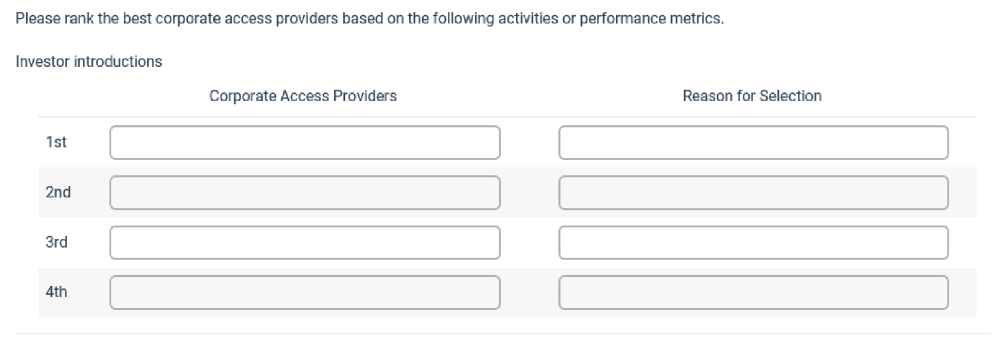 Please rank the best corporate access providers based on the following activities or performance metrics.
Investor introductions
Corporate Access Providers Reason for Selection
1st
2nd
3rd
4th